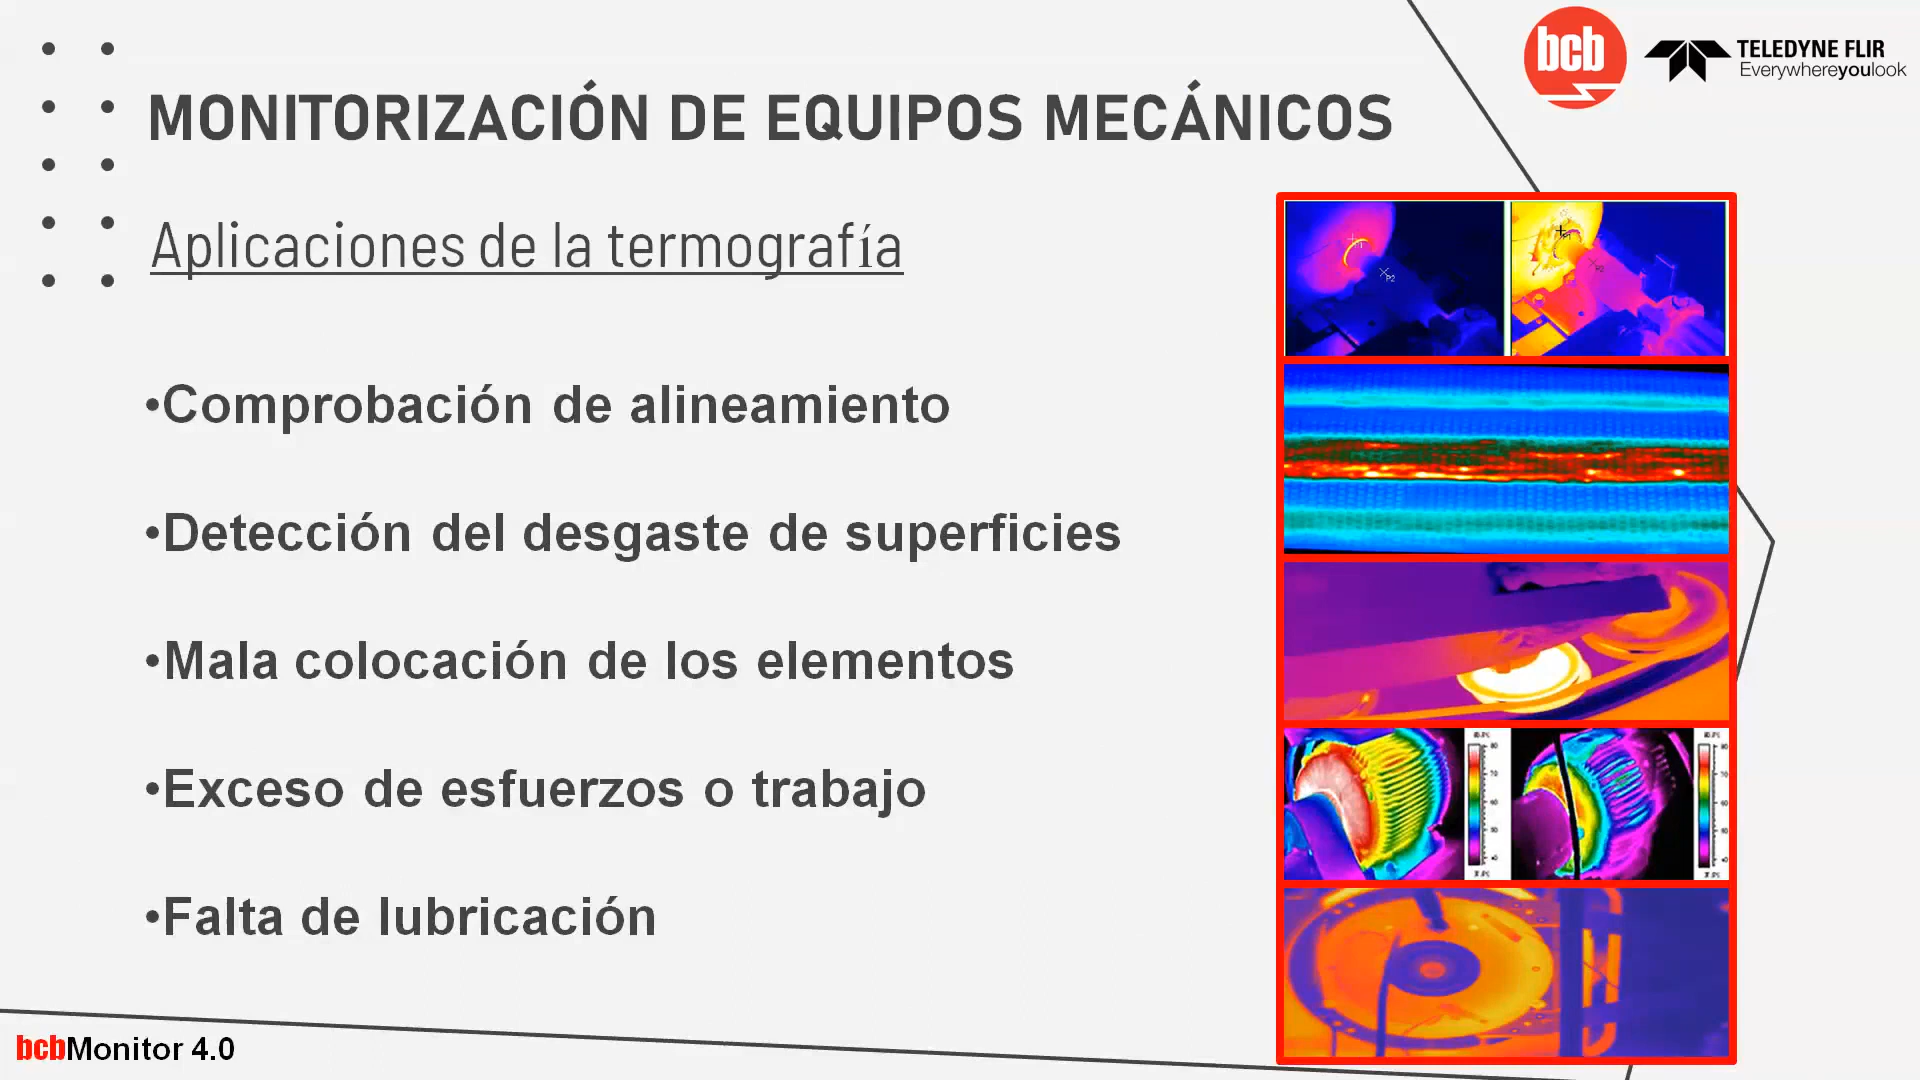 bcb
TELEDYNE FLIR
Everywhereyoulook
MONITORIZACIÓN DE EQUIPOS MECÁNICOS
Aplicaciones de la termografía
•Comprobación de alineamiento
•Detección del desgaste de superficies
•Mala colocación de los elementos
•Exceso de esfuerzos o trabajo
•Falta de lubricación
P2
bcbMonitor 4.0